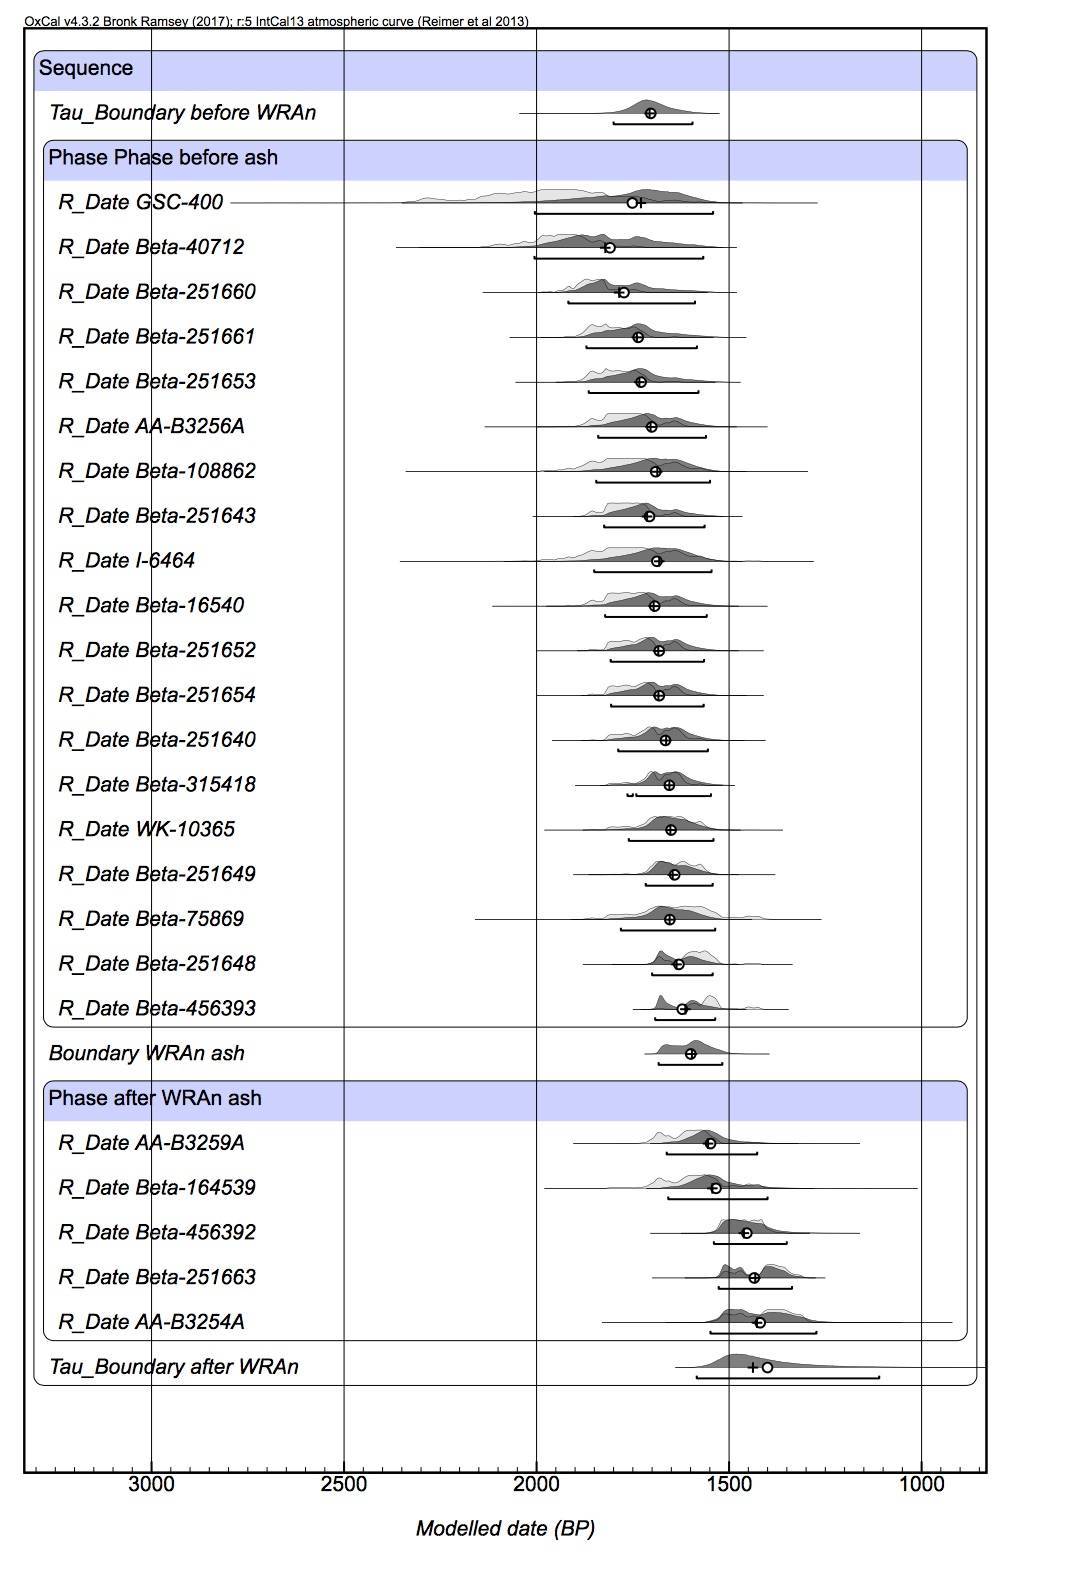 OxCal v4.3.2 Bronk Ramsey (2017); r:5 IntCal13 atmospheric curve (Reimer et al 2013)
Sequence
Tau_Boundary before WRAn
Phase Phase before ash
R_Date GSC-400
R_Date Beta-40712
R_Date Beta-251660
R_Date Beta-251661
R_Date Beta-251653
R_Date AA-B3256A
R_Date Beta-108862
R_Date Beta-251643
R_Date I-6464
R_Date Beta-16540
R_Date Beta-251652
R_Date Beta-251654
R_Date Beta-251640
R_Date Beta-315418
R_Date WK-10365
R_Date Beta-251649
R_Date Beta-75869
R_Date Beta-251648
R_Date Beta-456393
Boundary WRAn ash
Phase after WRAn ash
R_Date AA-B3259A
R_Date Beta-164539
R_Date Beta-456392
R_Date Beta-251663
R_Date AA-B3254A
Tau_Boundary after WRAn
3000 2500 2000 1500 1000
Modelled date (BP)